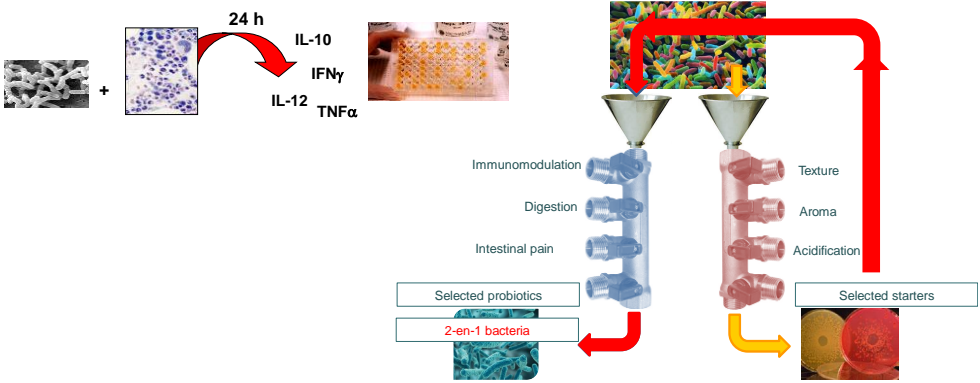 24 h
IL-10
IFNγ
IL-12
TNFα
+
Immunomodulation
Digestion
Intestinal pain
Selected probiotics
2-en-1 bacteria
Texture
Aroma
Acidification
Selected starters